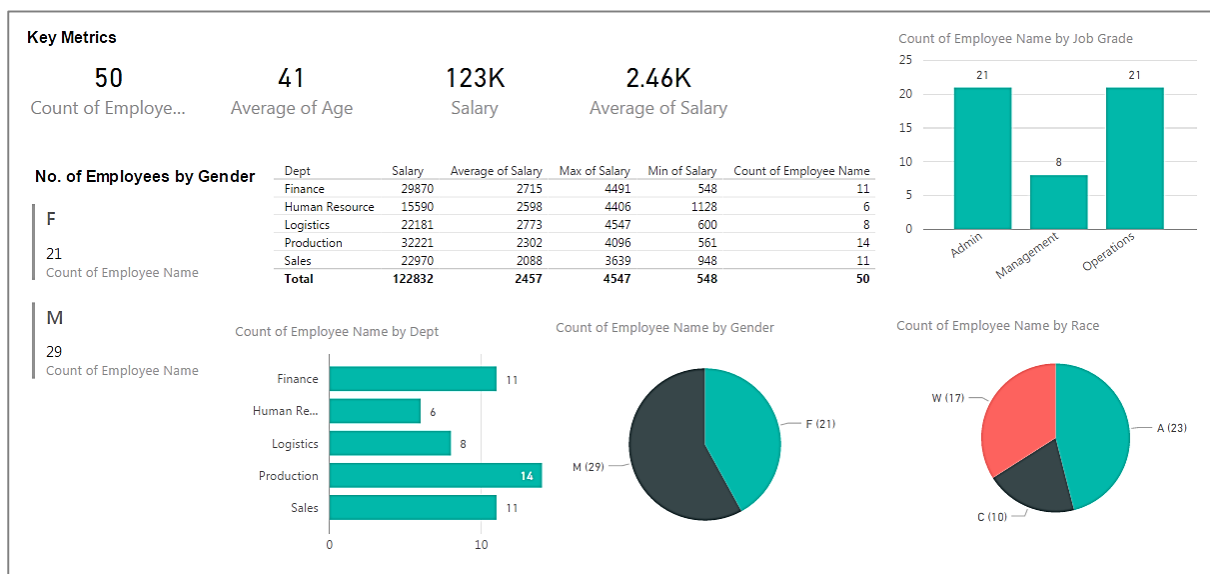 Key Metrics
50
Count of Employe...
41
Average of Age
123K
Salary
2.46K
Average of Salary
No. of Employees by Gender
F
21
Count of Employee Name
M
29
Count of Employee Name
Dept Salary Average of Salary Max of Salary Min of Salary Count of Employee Name
Finance 29870 2715 4491 548 11
Human Resource 15590 2598 4406 1128 6
Logistics 22181 2773 4547 600 8
Production 32221 2302 4096 561 14
Sales 22970 2088 3639 948 11
Total 122832 2457 4547 548 50
Count of Employee Name by Job Grade
25
20
15
10
5
0
21
8
21
Admin
Management
Operations
Count of Employee Name by Dept
Finance 11
Human Re... 6
Logistics 8
Production 14
Sales 11
0 10
Count of Employee Name by Gender
F (21)
M (29)
Count of Employee Name by Race
W (17)
A (23)
C (10)